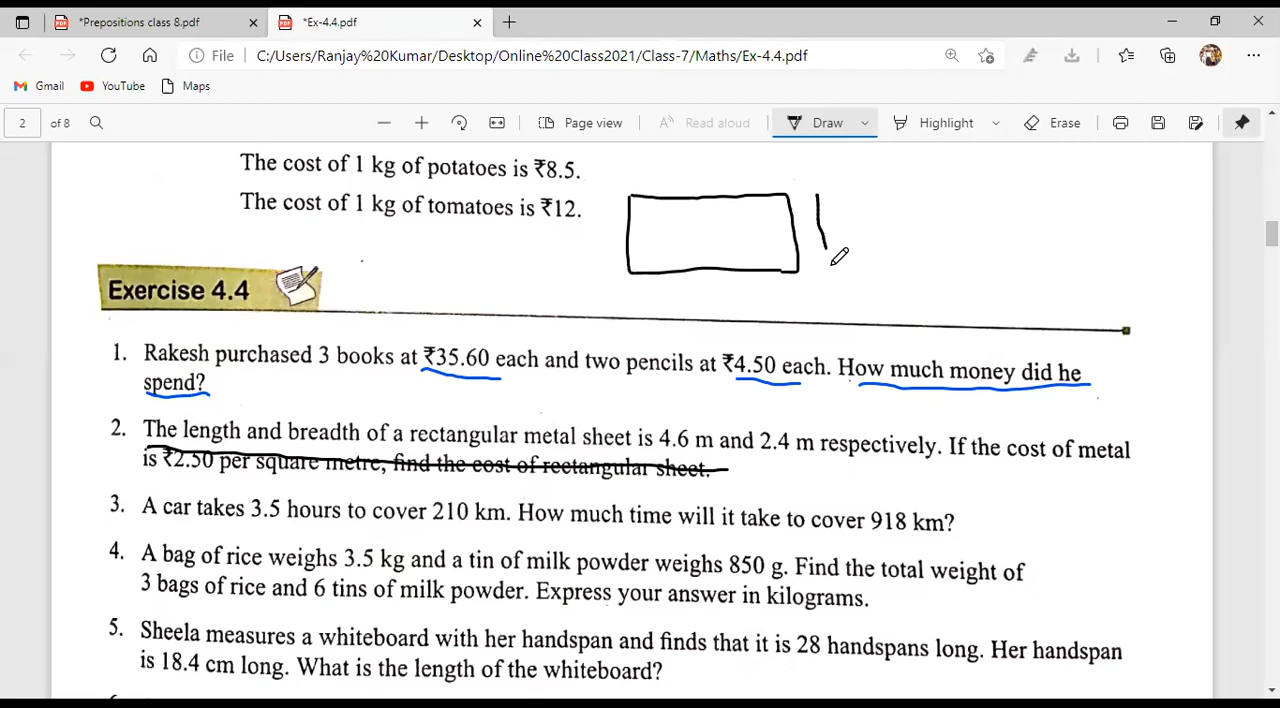 *Prepositions class 8.pdf
*Ex-4.4.pdf
File C:/Users/Ranjay%20Kumar/Desktop/Online%20Class2021/Class-7/Maths/Ex-4.4.pdf
Gmail YouTube Maps
2 of 8 Page view Read aloud Draw Highlight Erase
The cost of 1 kg of potatoes is ₹8.5.
The cost of 1 kg of tomatoes is ₹12.
Exercise 4.4
1. Rakesh purchased 3 books at ₹35.60 each and two pencils at ₹4.50 each. How much money did he
spend?
2. The length and breadth of a rectangular metal sheet is 4.6 m and 2.4 m respectively. If the cost of metal
is ₹2.50 per square metre, find the cost of rectangular sheet.
3. A car takes 3.5 hours to cover 210 km. How much time will it take to cover 918 km?
4. A bag of rice weighs 3.5 kg and a tin of milk powder weighs 850 g. Find the total weight of
3 bags of rice and 6 tins of milk powder. Express your answer in kilograms.
5. Sheela measures a whiteboard with her handspan and finds that it is 28 handspans long. Her handspan
is 18.4 cm long. What is the length of the whiteboard?